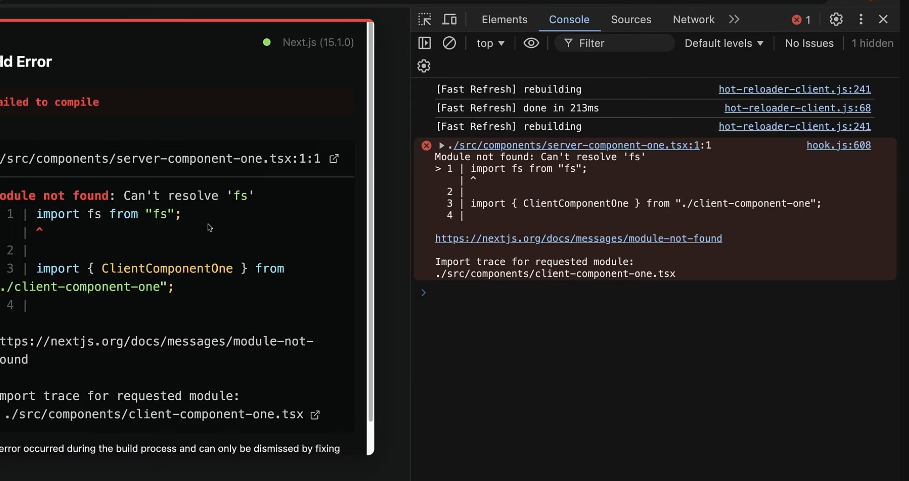 Next.js (15.1.0)
ld Error
ailed to compile
/src/components/server-component-one.tsx:1:1
odule not found: Can't resolve 'fs'
1 | import fs from "fs";
| ^
2 |
3 | import { ClientComponentOne } from
./client-component-one";
4 |
ttps://nextjs.org/docs/messages/module-not-
ound
mport trace for requested module:
./src/components/client-component-one.tsx
error occurred during the build process and can only be dismissed by fixing
Elements Console Sources Network 1
top Filter Default levels No Issues 1 hidden
[Fast Refresh] rebuilding hot-reloader-client.js:241
[Fast Refresh] done in 213ms hot-reloader-client.js:68
[Fast Refresh] rebuilding hot-reloader-client.js:241
./src/components/server-component-one.tsx:1:1 hook.js:608
Module not found: Can't resolve 'fs'
> 1 | import fs from "fs";
| ^
2 |
3 | import { ClientComponentOne } from "./client-component-one";
4 |
https://nextjs.org/docs/messages/module-not-found
Import trace for requested module:
./src/components/client-component-one.tsx